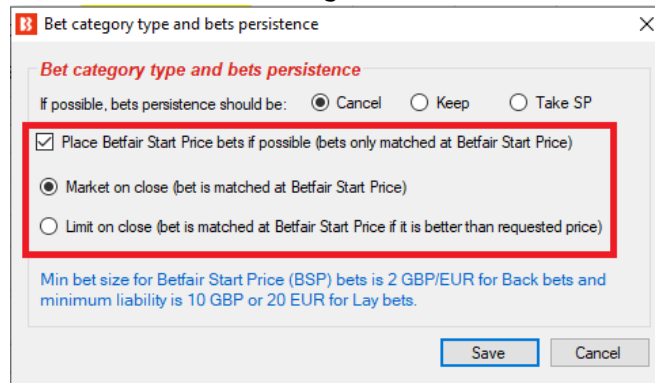 Bet category type and bets persistence
Bet category type and bets persistence
If possible, bets persistence should be: Cancel Keep Take SP
Place Betfair Start Price bets if possible (bets only matched at Betfair Start Price)
Market on close (bet is matched at Betfair Start Price)
Limit on close (bet is matched at Betfair Start Price if it is better than requested price)
Min bet size for Betfair Start Price (BSP) bets is 2 GBP/EUR for Back bets and
minimum liability is 10 GBP or 20 EUR for Lay bets.
Save Cancel